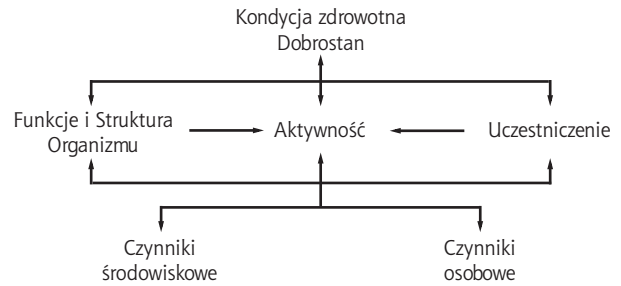 Kondycja zdrowotna
Dobrostan
Funkcje i Struktura
Organizmu
Aktywność
Uczestniczenie
Czynniki
środowiskowe
Czynniki
osobowe